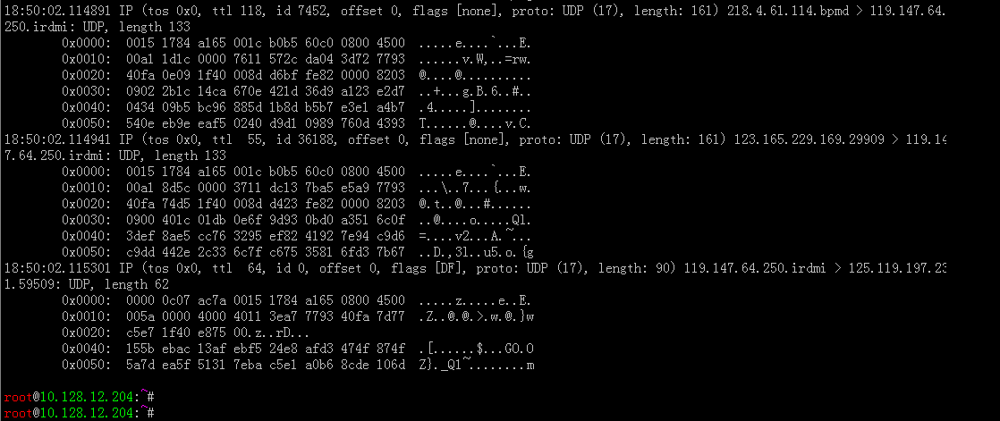 18:50:02.114891 IP (tos 0x0, ttl 118, id 7452, offset 0, flags [none], proto: UDP (17), length: 161) 218.4.61.114.bpmd > 119.147.64.
250.irdmi: UDP, length 133
0x0000:  0015 1784 a165 001c b0b5 60c0 0800 4500  .....e....`...E.
0x0010:  00a1 1d1c 0000 7611 572c da04 3d72 7793  ......v.W,..=rw.
0x0020:  40fa 0e09 1f40 008d d6bf fe82 0000 8203  @....@..........
0x0030:  0902 2b1c 14ca 670e 421d 36d9 a123 e2d7  ..+...g.B.6..#..
0x0040:  0434 09b5 bc96 885d 1b8d b5b7 e3e1 a4b7  .4.....]........
0x0050:  540e eb9e eaf5 0240 d9d1 0989 760d 4393  T......@....v.C.
18:50:02.114941 IP (tos 0x0, ttl  55, id 36188, offset 0, flags [none], proto: UDP (17), length: 161) 123.165.229.169.29909 > 119.14
7.64.250.irdmi: UDP, length 133
0x0000:  0015 1784 a165 001c b0b5 60c0 0800 4500  .....e....`...E.
0x0010:  00a1 8d5c 0000 3711 dc13 7ba5 e5a9 7793  ...\..7...{...w.
0x0020:  40fa 74d5 1f40 008d d423 fe82 0000 8203  @.t..@...#......
0x0030:  0900 401c 01db 0e6f 9d93 0bd0 a351 6c0f  ..@....o.....Ql.
0x0040:  3def 8ae5 cc76 3295 ef82 4192 7e94 c9d6  =....v2...A.~...
0x0050:  c9dd 442e 2c33 6c7f c675 3581 6fd3 7b67  ..D.,3l..u5.o.{g
18:50:02.115301 IP (tos 0x0, ttl  64, id 0, offset 0, flags [DF], proto: UDP (17), length: 90) 119.147.64.250.irdmi > 125.119.197.23
1.59509: UDP, length 62
0x0000:  0000 0c07 ac7a 0015 1784 a165 0800 4500  .....z.....e..E.
0x0010:  005a 0000 4000 4011 3ea7 7793 40fa 7d77  .Z..@.@.>.w.@.}w
0x0020:  c5e7 1f40 e875 00.z..rD...
0x0040:  155b ebac 13af ebf5 24e8 afd3 474f 874f  .[......$...GO.O
0x0050:  5a7d ea5f 5131 7eba c5e1 a0b6 8cde 106d  Z}._Q1~........m
root@10.128.12.204:~#
root@10.128.12.204:~#